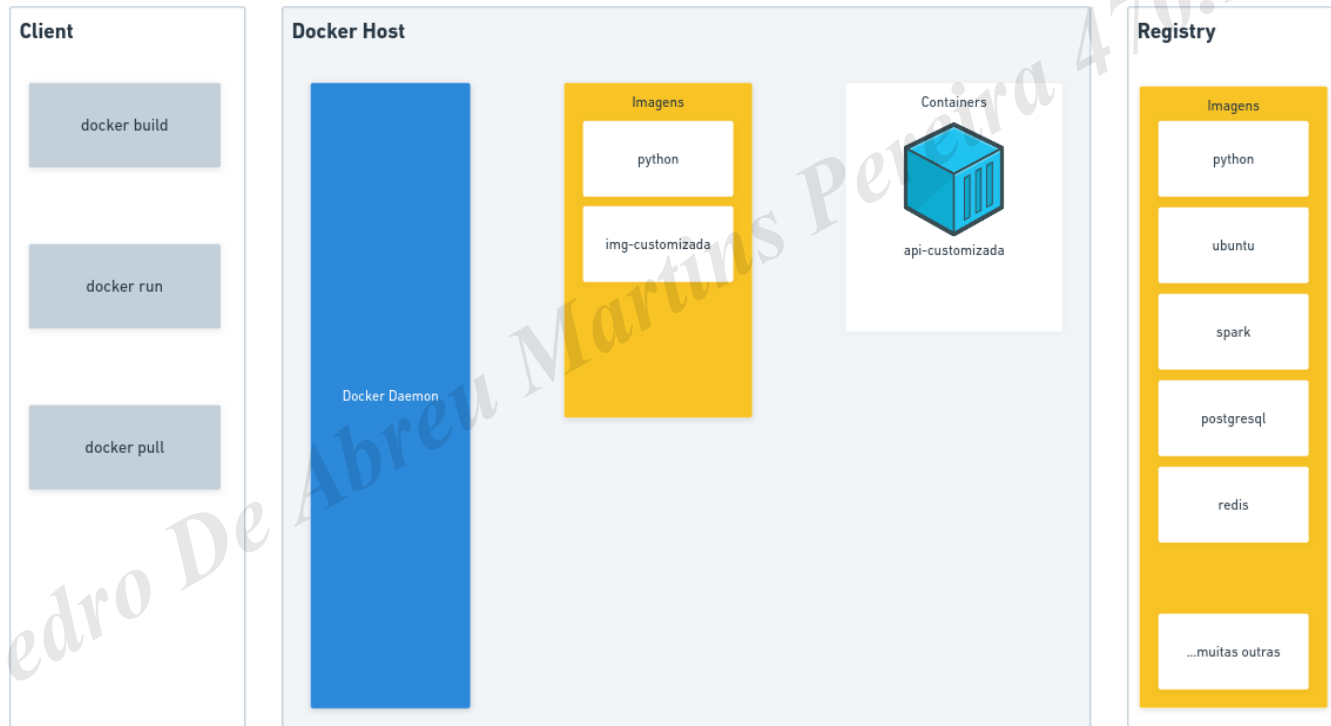 Client
docker build
docker run
docker pull
Docker Host
Docker Daemon
Imagens
python
img-customizada
Containers
api-customizada
Registry
Imagens
python
ubuntu
spark
postgresql
redis
...muitas outras
De Abreu Martins Pereira